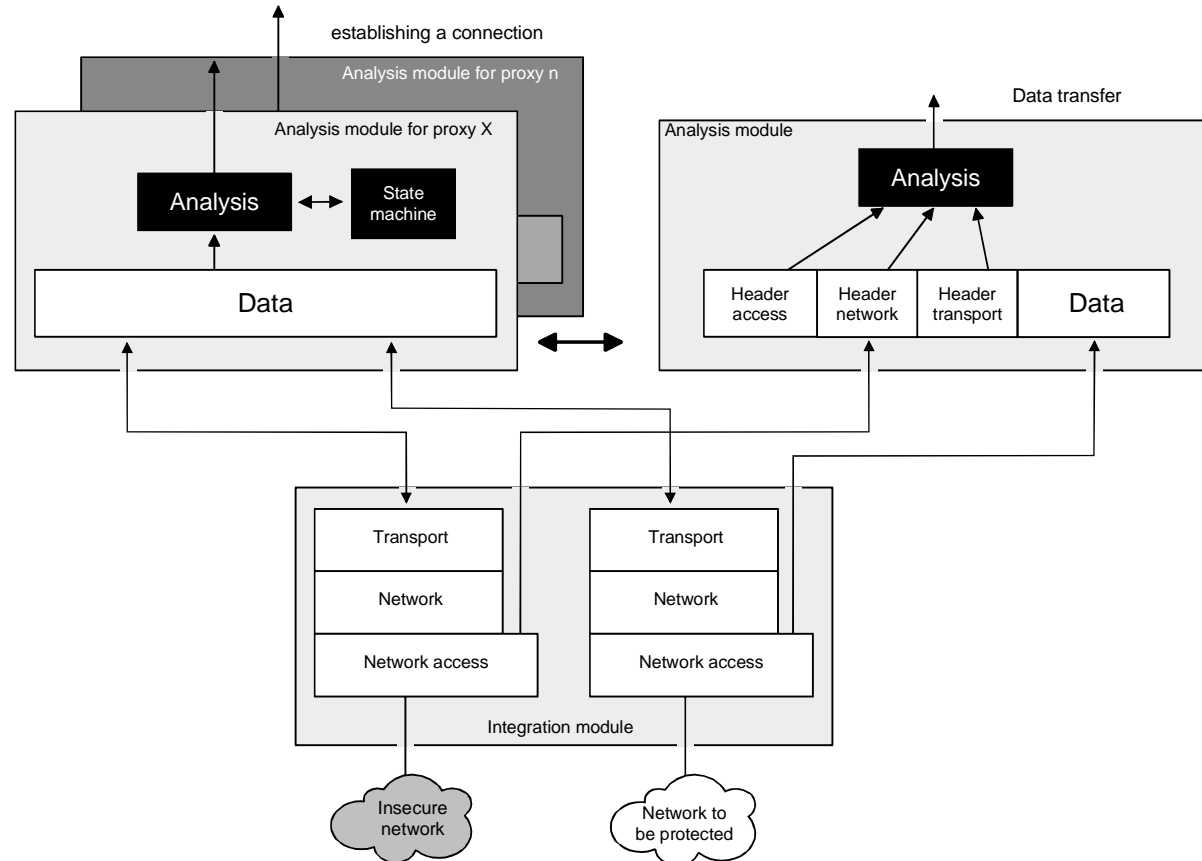 establishing a connection
Analysis module for proxy n
Analysis module for proxy X
Analysis
State
machine
Data
Data transfer
Analysis module
Analysis
Header
access
Header
network
Header
transport
Data
Transport
Network
Network access
Transport
Network
Network access
Integration module
Insecure
network
Network to
be protected